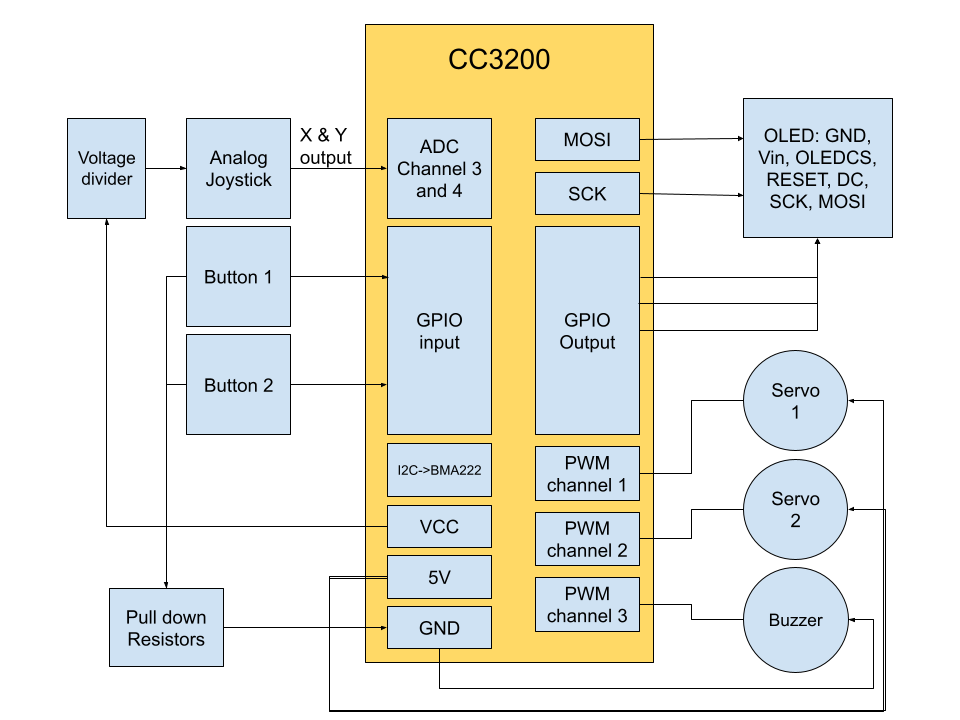 CC3200
Voltage
divider
Analog
Joystick
X & Y
output
ADC
Channel 3
and 4
MOSI
SCK
OLED: GND,
Vin, OLEDCS,
RESET, DC,
SCK, MOSI
Button 1
Button 2
GPIO
input
GPIO
Output
Servo
1
I2C->BMA222
PWM
channel 1
Servo
2
VCC
PWM
channel 2
5V
PWM
channel 3
Buzzer
Pull down
Resistors
GND